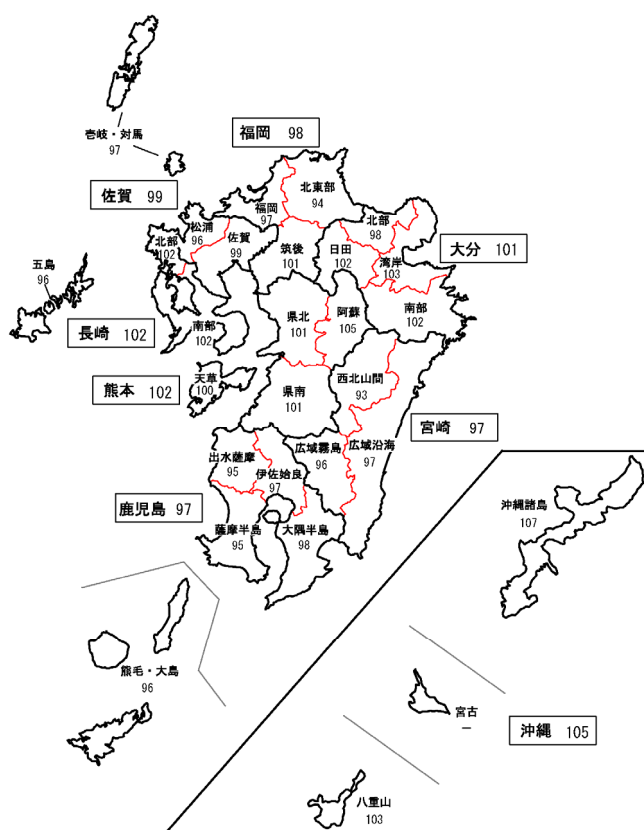 壱岐・対馬
97
福岡 98
佐賀 99
北東部
94
福岡
97
松浦
96
佐賀
99
北部
102
筑後
101
日田
102
北部
98
湾岸
103
大分 101
五島
96
南部
102
県北
101
阿蘇
105
南部
102
長崎 102
熊本 102
天草
100
県南
101
西北山間
93
宮崎 97
出水薩摩
95
伊佐姶良
97
広域霧島
96
広域沿海
97
鹿児島 97
薩摩半島
95
大隅半島
98
沖縄諸島
107
熊毛・大島
96
宮古
―
沖縄 105
八重山
103